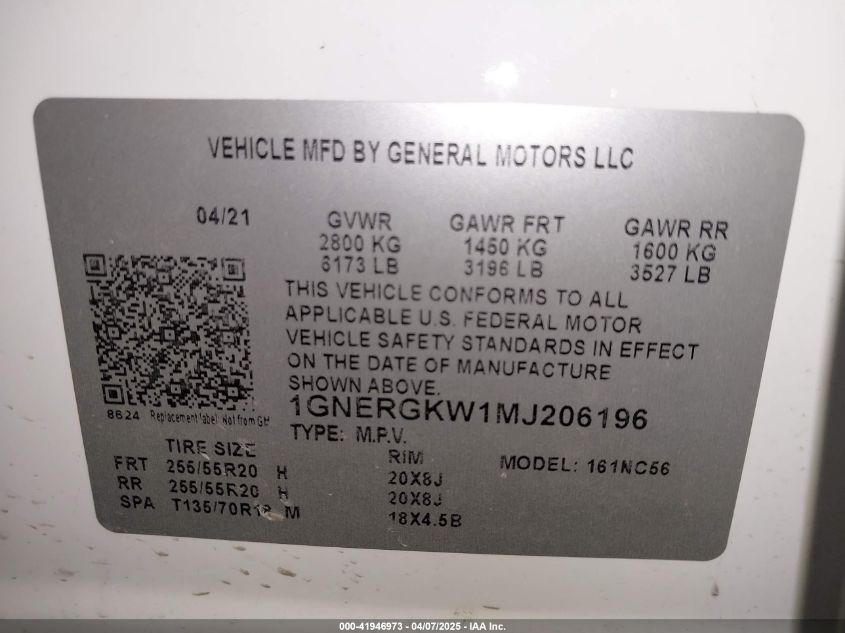 VEHICLE MFD BY GENERAL MOTORS LLC
04/21 GVWR GAWR FRT GAWR RR
2800 KG 1450 KG 1600 KG
6173 LB 3196 LB 3527 LB
THIS VEHICLE CONFORMS TO ALL
APPLICABLE U.S. FEDERAL MOTOR
VEHICLE SAFETY STANDARDS IN EFFECT
ON THE DATE OF MANUFACTURE
SHOWN ABOVE.
8624 Replacement label Not from GM
1GNERGKW1MJ206196
TYPE: M.P.V.
TIRE SIZE RIM MODEL: 161NC56
FRT 255/55R20 H 20X8J
RR 255/55R20 H 20X8J
SPA T135/70R18 M 18X4.5B
000-41946973 - 04/07/2025 - IAA Inc.